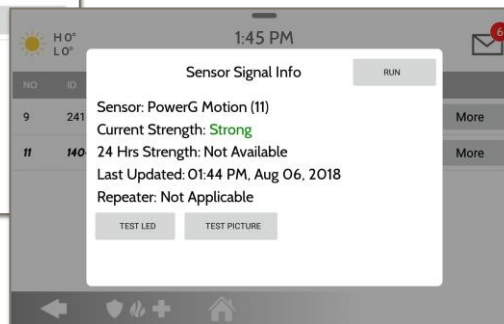 H 0°
L 0°
1:45 PM
6
NO ID
9 241
More
11 140
More
Sensor Signal Info
RUN
Sensor: PowerG Motion (11)
Current Strength: Strong
24 Hrs Strength: Not Available
Last Updated: 01:44 PM, Aug 06, 2018
Repeater: Not Applicable
TEST LED
TEST PICTURE